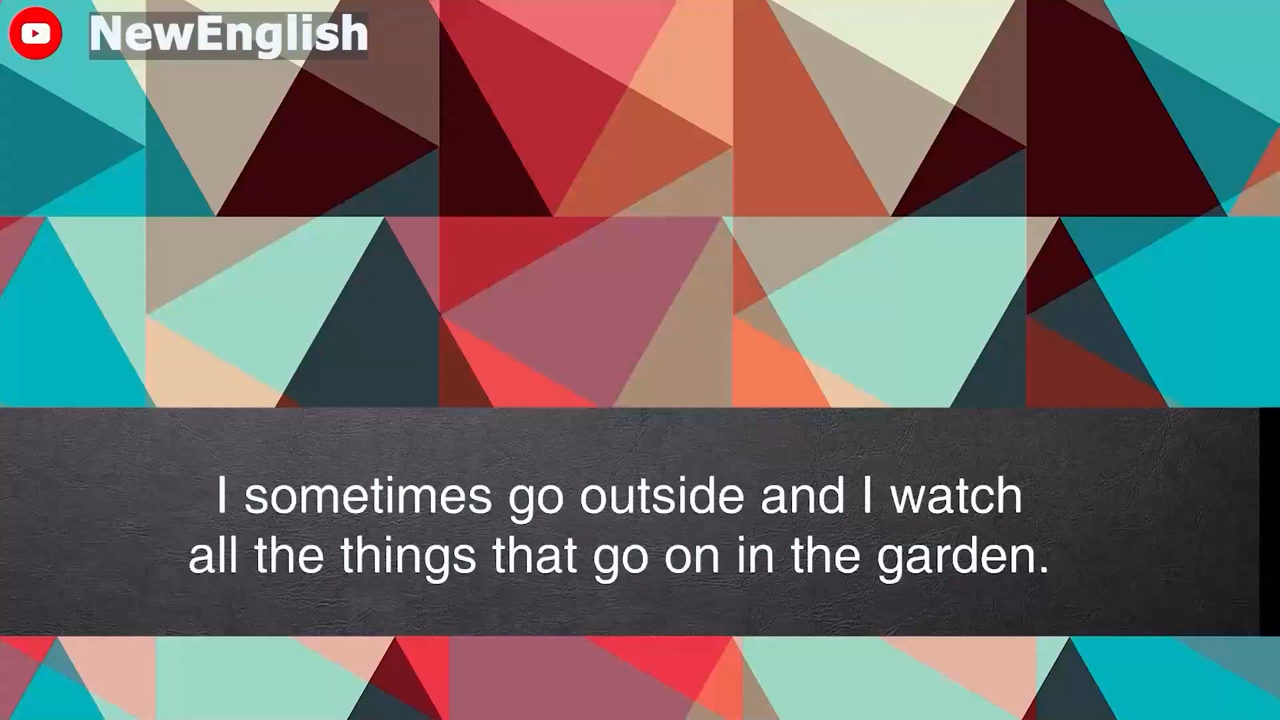 NewEnglish
I sometimes go outside and I watch
all the things that go on in the garden.